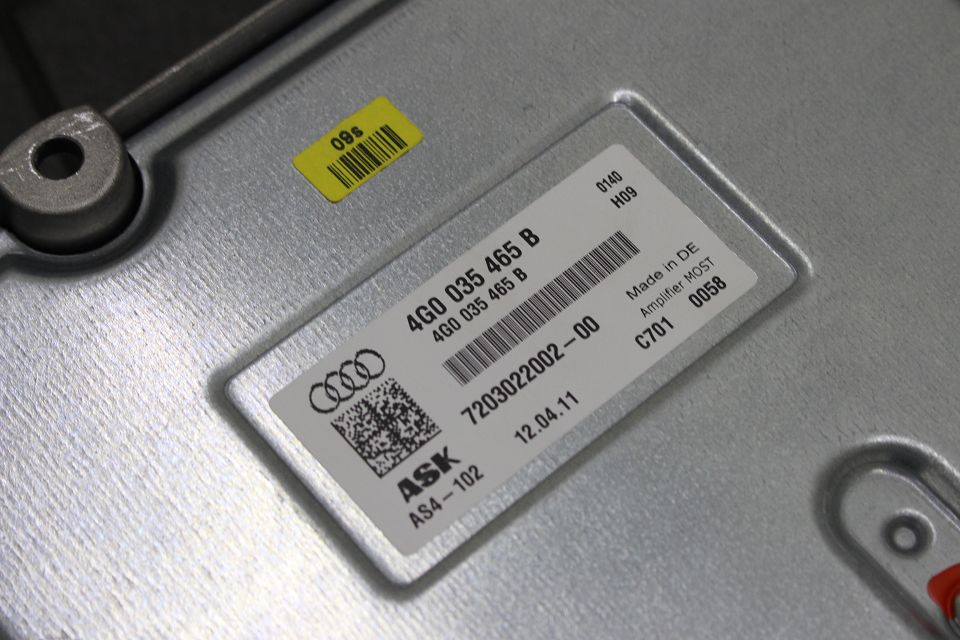 s60
0140
H09
4G0 035 465 B
4G0 035 465 B
Made in DE
Amplifier MOST
7203022002-00
C701 0058
12.04.11
ASK
AS4-102